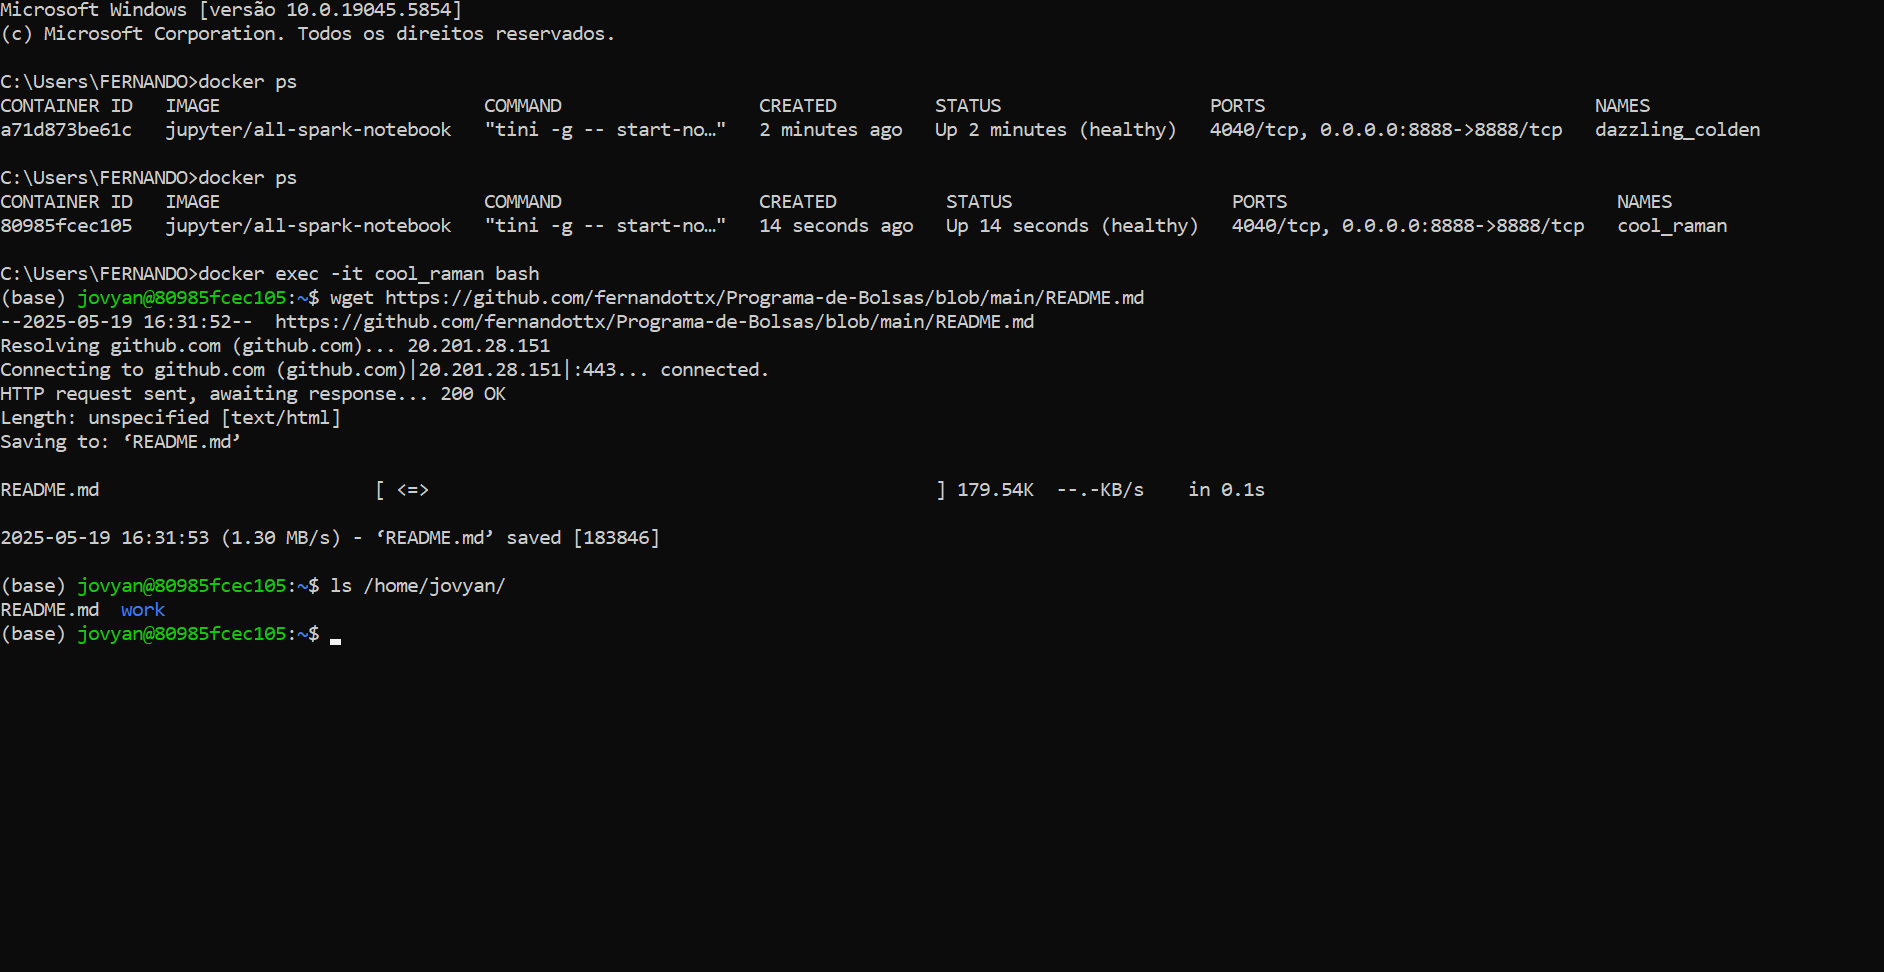 Microsoft Windows [versão 10.0.19045.5854]
(c) Microsoft Corporation. Todos os direitos reservados.
C:\Users\FERNANDO>docker ps
CONTAINER ID   IMAGE                        COMMAND                  CREATED         STATUS                   PORTS                              NAMES
a71d873be61c   jupyter/all-spark-notebook   "tini -g -- start-no…"   2 minutes ago   Up 2 minutes (healthy)   4040/tcp, 0.0.0.0:8888->8888/tcp   dazzling_colden
C:\Users\FERNANDO>docker ps
CONTAINER ID   IMAGE                        COMMAND                  CREATED          STATUS                    PORTS                              NAMES
80985fcec105   jupyter/all-spark-notebook   "tini -g -- start-no…"   14 seconds ago   Up 14 seconds (healthy)   4040/tcp, 0.0.0.0:8888->8888/tcp   cool_raman
C:\Users\FERNANDO>docker exec -it cool_raman bash
(base) jovyan@80985fcec105:~$ wget https://github.com/fernandottx/Programa-de-Bolsas/blob/main/README.md
--2025-05-19 16:31:52--  https://github.com/fernandottx/Programa-de-Bolsas/blob/main/README.md
Resolving github.com (github.com)... 20.201.28.151
Connecting to github.com (github.com)|20.201.28.151|:443... connected.
HTTP request sent, awaiting response... 200 OK
Length: unspecified [text/html]
Saving to: ‘README.md’
README.md                         [ <=>                                              ] 179.54K  --.-KB/s    in 0.1s
2025-05-19 16:31:53 (1.30 MB/s) - ‘README.md’ saved [183846]
(base) jovyan@80985fcec105:~$ ls /home/jovyan/
README.md  work
(base) jovyan@80985fcec105:~$